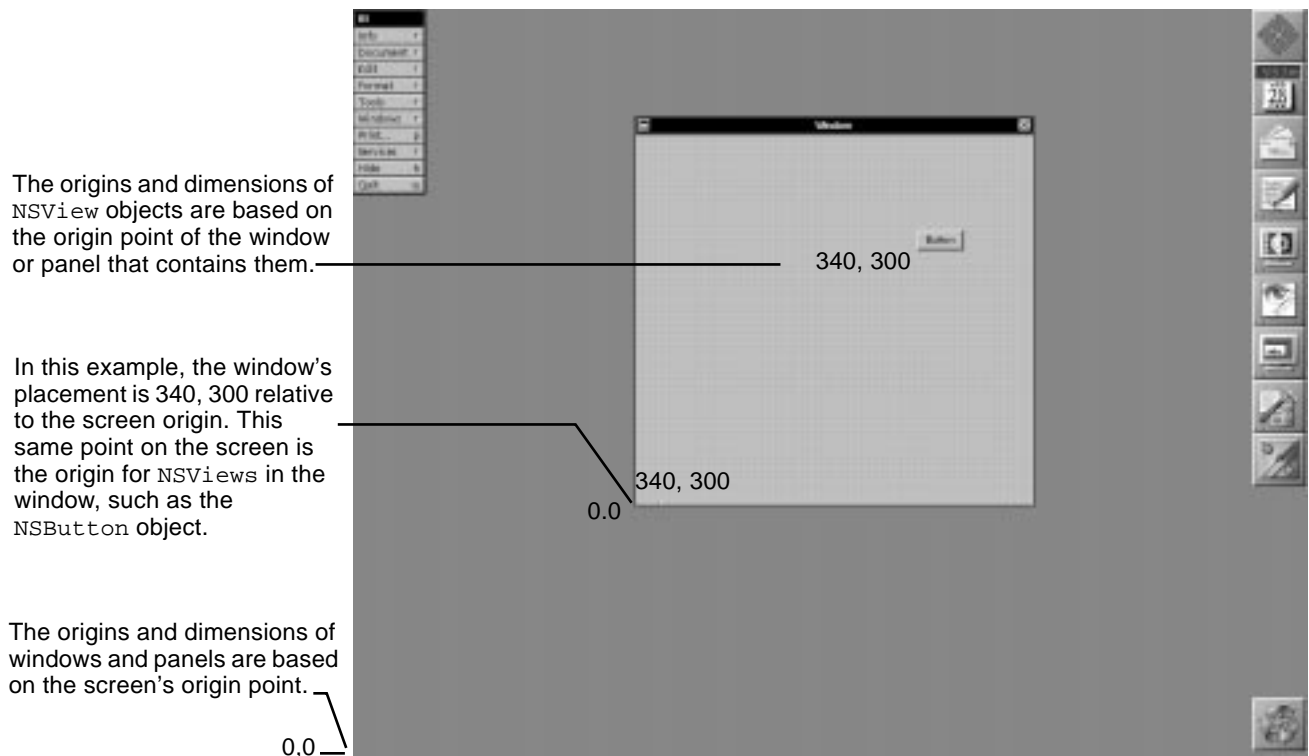 IB
Info
Document
Edit
Format
Tools
Windows
Print...
Services
Hide
Quit
Window
28
The origins and dimensions of
NSView objects are based on
the origin point of the window
or panel that contains them.
Button
340, 300
In this example, the window's
placement is 340, 300 relative
to the screen origin. This
same point on the screen is
the origin for NSViews in the
window, such as the
NSButton object.
340, 300
0.0
The origins and dimensions of
windows and panels are based
on the screen's origin point.
0,0